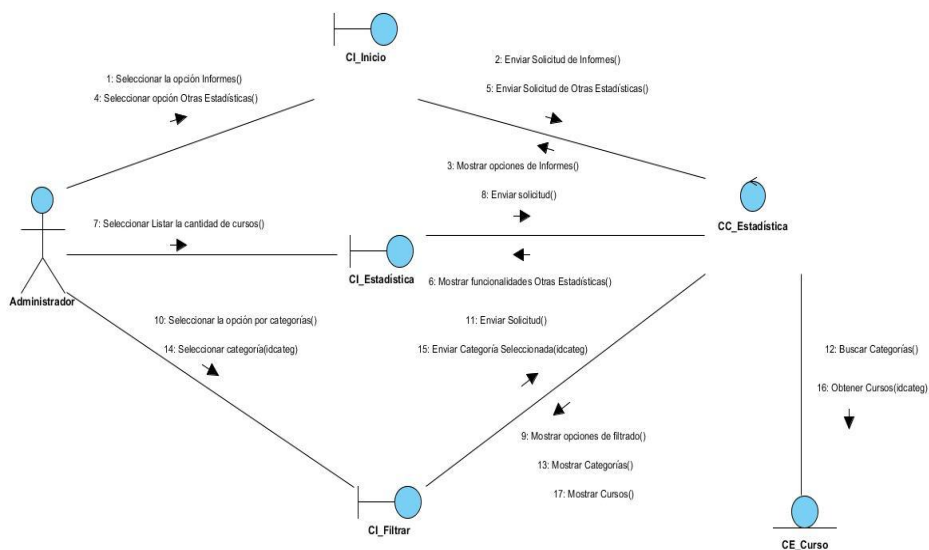 CI_Inicio
1: Seleccionar la opción Informes()
4: Seleccionar opción Otras Estadísticas()
2: Enviar Solicitud de Informes()
5: Enviar Solicitud de Otras Estadísticas()
3: Mostrar opciones de Informes()
8: Enviar solicitud()
7: Seleccionar Listar la cantidad de cursos()
CC_Estadística
CI_Estadística
6: Mostrar funcionalidades Otras Estadísticas()
Administrador
10: Seleccionar la opción por categorías()
14: Seleccionar categoría(idcateg)
11: Enviar Solicitud()
15: Enviar Categoría Seleccionada(idcateg)
12: Buscar Categorías()
16: Obtener Cursos(idcateg)
9: Mostrar opciones de filtrado()
13: Mostrar Categorías()
17: Mostrar Cursos()
CI_Filtrar
CE_Curso